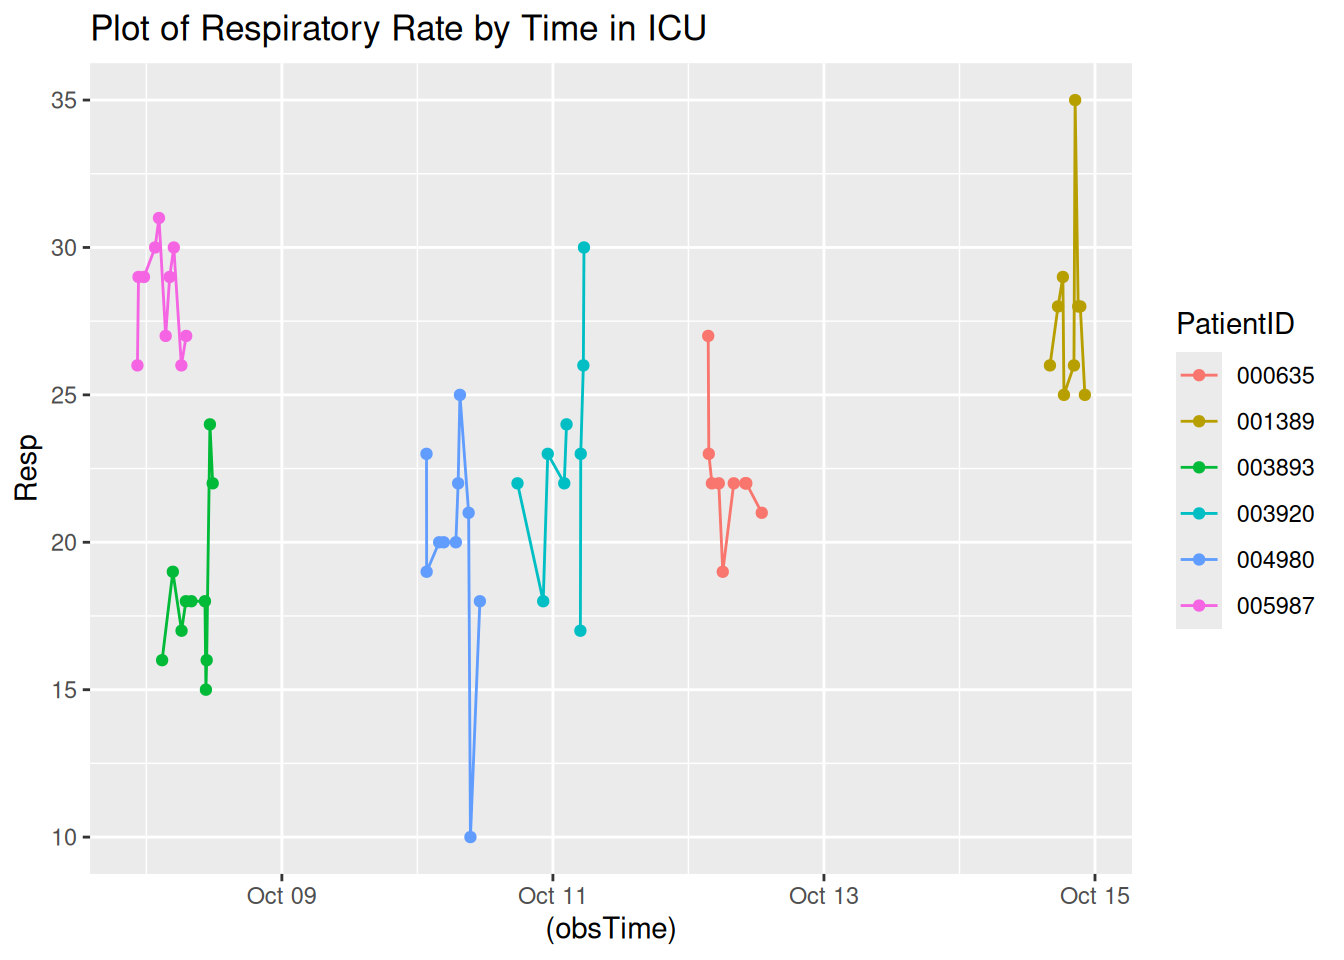 Plot of Respiratory Rate by Time in ICU
35
30
25
20
15
10
Resp
Oct 09 Oct 11 Oct 13 Oct 15
(obsTime)
PatientID
000635
001389
003893
003920
004980
005987